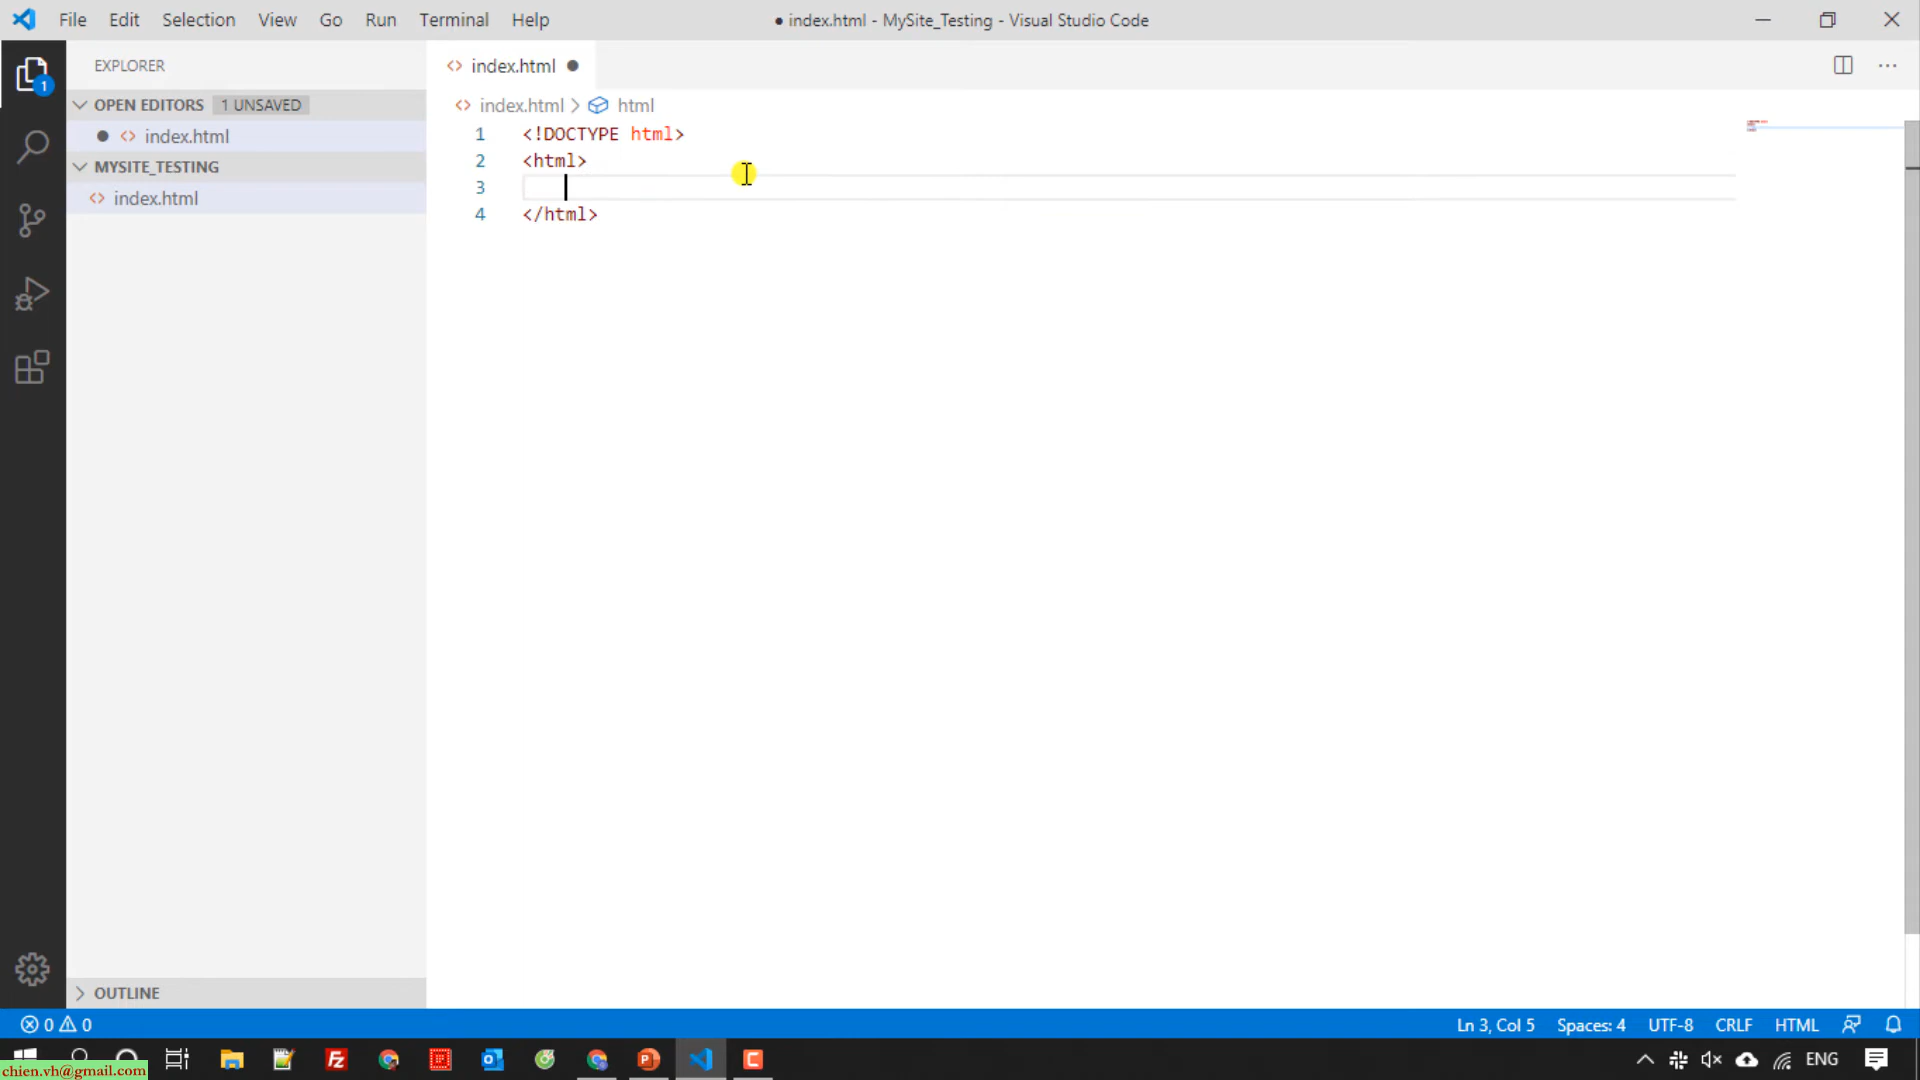 File Edit Selection View Go Run Terminal Help
● index.html - MySite_Testing - Visual Studio Code
EXPLORER
1
OPEN EDITORS 1 UNSAVED
● <> index.html
MYSITE_TESTING
<> index.html
OUTLINE
<> index.html ●
<> index.html > html
1 <!DOCTYPE html>
2 <html>
3
4 </html>
0 0
Ln 3, Col 5 Spaces: 4 UTF-8 CRLF HTML
ENG
chien.vh@gmail.com